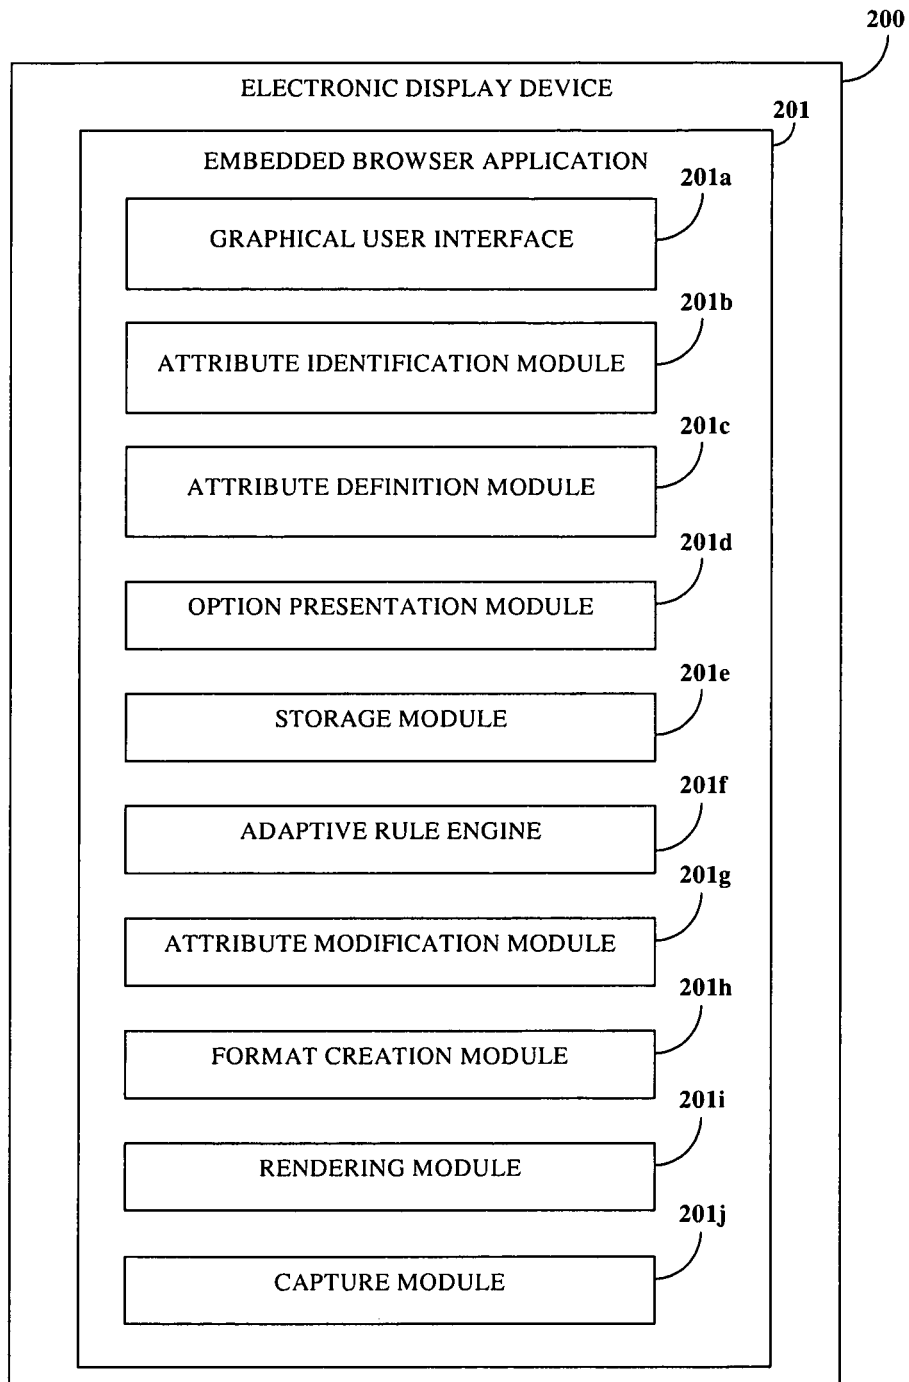 200
ELECTRONIC DISPLAY DEVICE
201
EMBEDDED BROWSER APPLICATION
201a
GRAPHICAL USER INTERFACE
201b
ATTRIBUTE IDENTIFICATION MODULE
201c
ATTRIBUTE DEFINITION MODULE
201d
OPTION PRESENTATION MODULE
201e
STORAGE MODULE
201f
ADAPTIVE RULE ENGINE
201g
ATTRIBUTE MODIFICATION MODULE
201h
FORMAT CREATION MODULE
201i
RENDERING MODULE
201j
CAPTURE MODULE